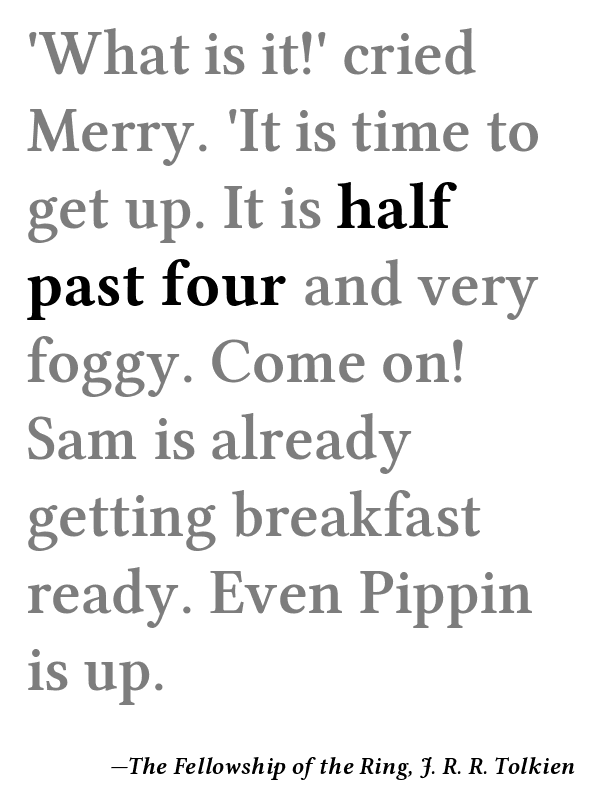 'What is it!' cried
Merry. 'It is time to
get up. It is half
past four and very
foggy. Come on!
Sam is already
getting breakfast
ready. Even Pippin
is up.
—The Fellowship of the Ring, J. R. R. Tolkien